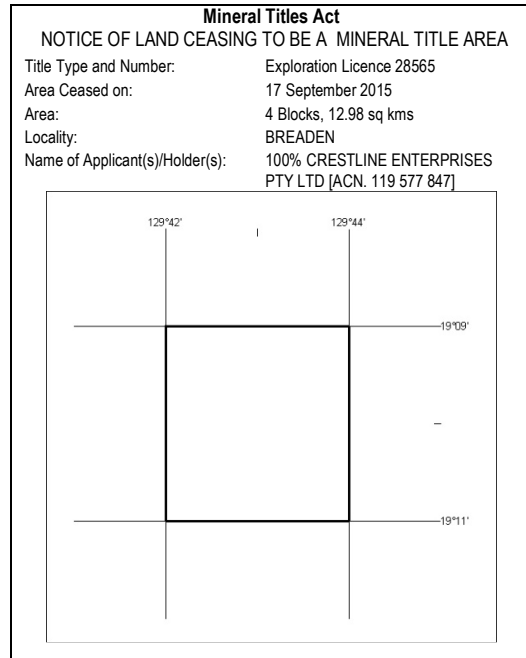 Mineral Titles Act
NOTICE OF LAND CEASING TO BE A MINERAL TITLE AREA
Title Type and Number: Exploration Licence 28565
Area Ceased on: 17 September 2015
Area: 4 Blocks, 12.98 sq kms
Locality: BREADEN
Name of Applicant(s)/Holder(s): 100% CRESTLINE ENTERPRISES
PTY LTD [ACN. 119 577 847]
129°42' 129°44'
19°09'
19°11'